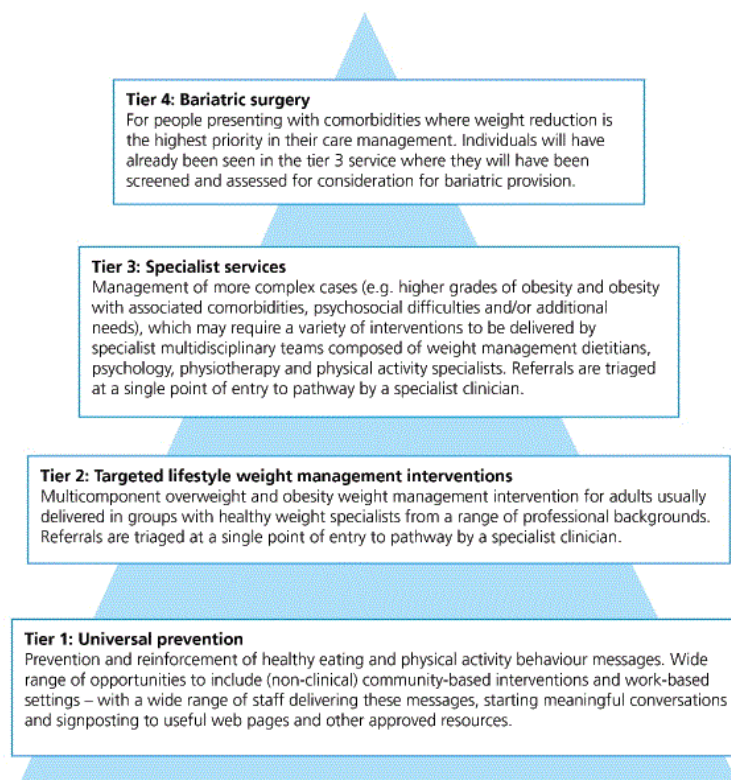 Tier 4: Bariatric surgery
For people presenting with comorbidities where weight reduction is
the highest priority in their care management. Individuals will have
already been seen in the tier 3 service where they will have been
screened and assessed for consideration for bariatric provision.
Tier 3: Specialist services
Management of more complex cases (e.g. higher grades of obesity and obesity
with associated comorbidities, psychosocial difficulties and/or additional
needs), which may require a variety of interventions to be delivered by
specialist multidisciplinary teams composed of weight management dietitians,
psychology, physiotherapy and physical activity specialists. Referrals are triaged
at a single point of entry to pathway by a specialist clinician.
Tier 2: Targeted lifestyle weight management interventions
Multicomponent overweight and obesity weight management intervention for adults usually
delivered in groups with healthy weight specialists from a range of professional backgrounds.
Referrals are triaged at a single point of entry to pathway by a specialist clinician.
Tier 1: Universal prevention
Prevention and reinforcement of healthy eating and physical activity behaviour messages. Wide
range of opportunities to include (non-clinical) community-based interventions and work-based
settings – with a wide range of staff delivering these messages, starting meaningful conversations
and signposting to useful web pages and other approved resources.